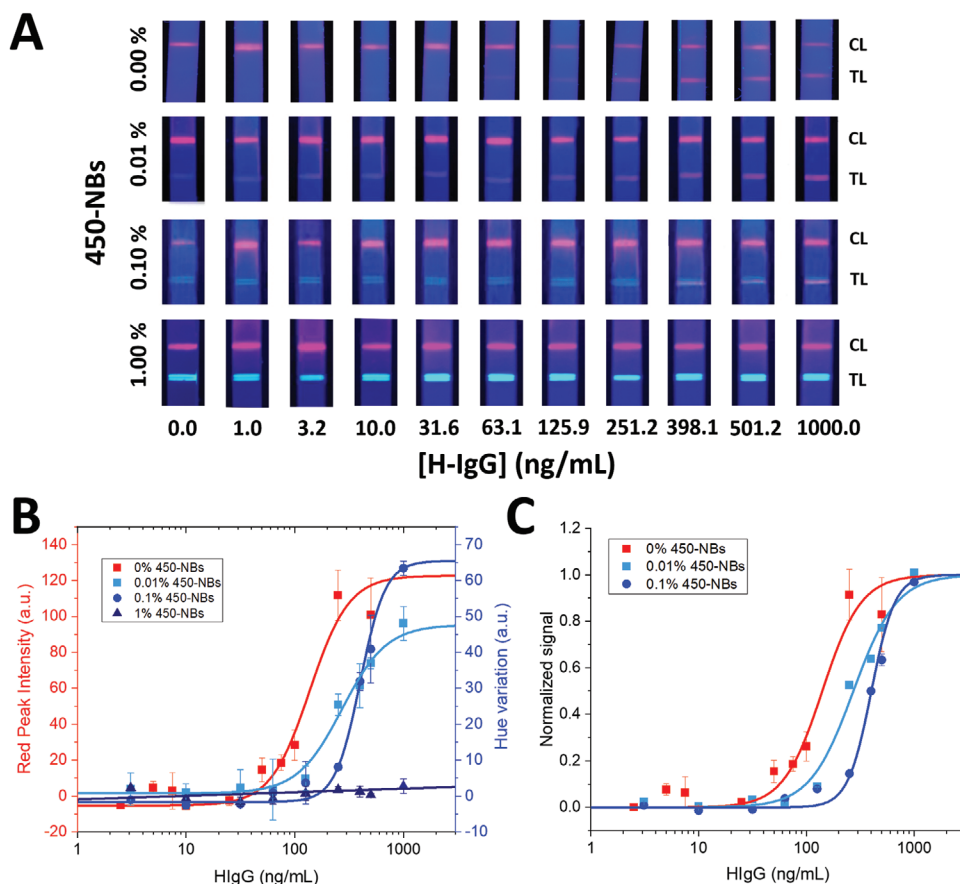 A
450-NBs
0.00 %
CL
TL
0.01 %
CL
TL
0.10 %
CL
TL
1.00 %
CL
TL
0.0 1.0 3.2 10.0 31.6 63.1 125.9 251.2 398.1 501.2 1000.0
[H-IgG] (ng/mL)
B
Red Peak Intensity (a.u.)
140
120
100
80
60
40
20
0
-20
0% 450-NBs
0.01% 450-NBs
0.1% 450-NBs
1% 450-NBs
70
60
50
40
30
20
10
0
-10
Hue variation (a.u.)
1 10 100 1000
HIgG (ng/mL)
C
Normalized signal
1.2
1.0
0.8
0.6
0.4
0.2
0.0
0% 450-NBs
0.01% 450-NBs
0.1% 450-NBs
1 10 100 1000
HIgG (ng/mL)